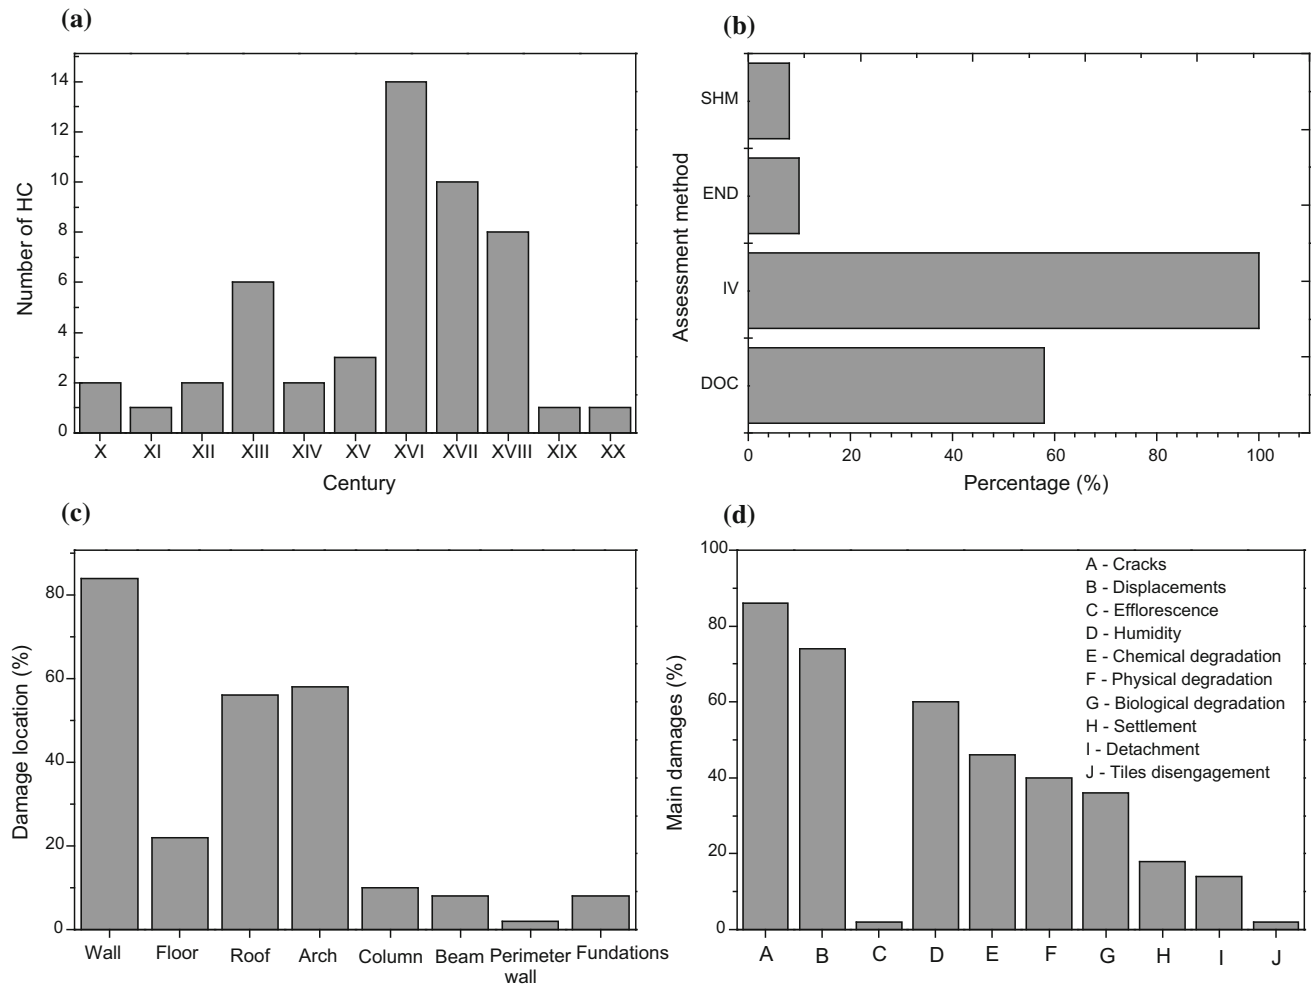 (a)
14
12
10
8
6
4
2
0
Number of HC
X XI XII XIII XIV XV XVI XVII XVIII XIX XX
Century
(b)
SHM
END
IV
DOC
Assessment method
0 20 40 60 80 100
Percentage (%)
(c)
80
60
40
20
0
Damage location (%)
Wall Floor Roof Arch Column Beam Perimeter Fundations
wall
(d)
100
80
60
40
20
0
Main damages (%)
A - Cracks
B - Displacements
C - Efflorescence
D - Humidity
E - Chemical degradation
F - Physical degradation
G - Biological degradation
H - Settlement
I - Detachment
J - Tiles disengagement
A B C D E F G H I J